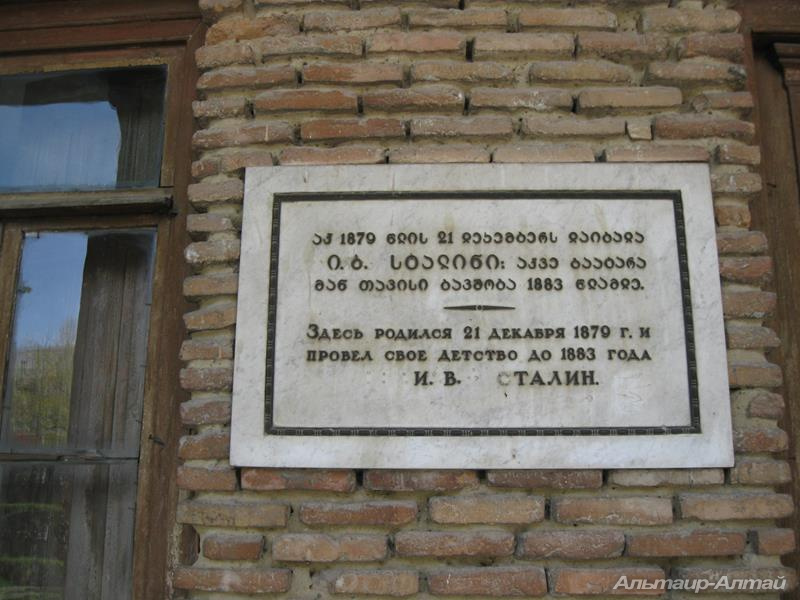 აქ 1879 წლის 21 დეკემბერს დაიბადა
ი. ბ. სტალინი: აქვე გაატარა
მან თავისი ბავშობა 1883 წლამდე.
Здесь родился 21 декабря 1879 г. и
провел свое детство до 1883 года
И. В. Сталин.
Альтаир-Алтай